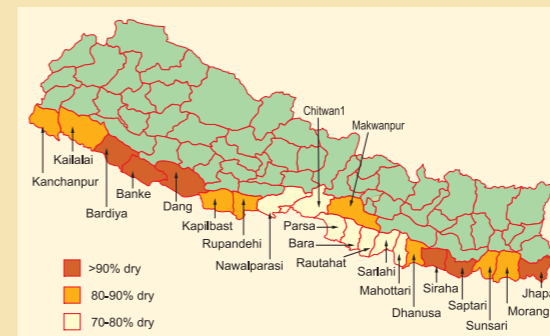 Chitwan1
Makwanpur
Kailalai
Kanchanpur
Bardiya
Banke
Dang
Kapilbast
Rupandehi
Nawalparasi
Parsa
Bara
Rautahat
Sarlahi
Mahottari
Dhanusa
Siraha
Saptari
Sunsari
Morang
Jhapa
>90% dry
80-90% dry
70-80% dry